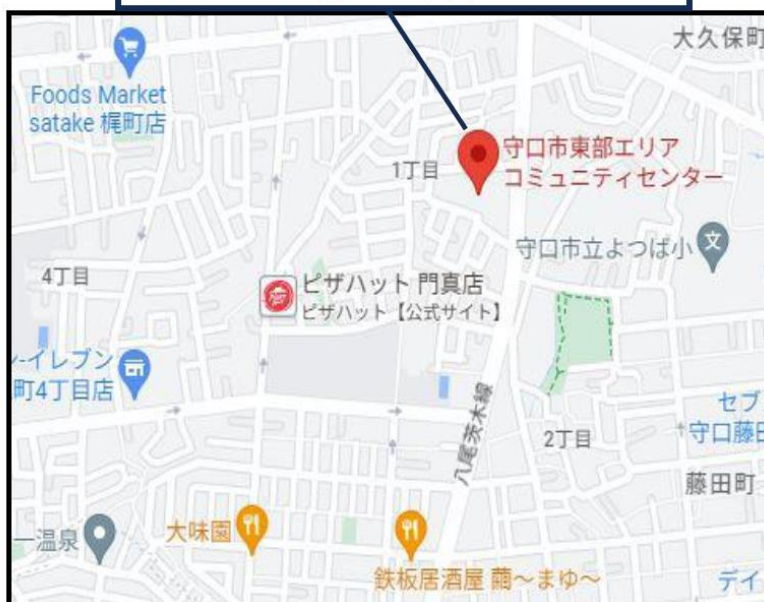 大久保町
Foods Market
satake 梶町店
守口市東部エリア
コミュニティセンター
1丁目
守口市立よつば小
文
4丁目
ピザハット 門真店
ピザハット【公式サイト】
ン-イレブン
町4丁目店
八尾茨木線
セブ
守口藤田
2丁目
藤田町
一温泉
大味園
鉄板居酒屋 繭～まゆ～
デイ